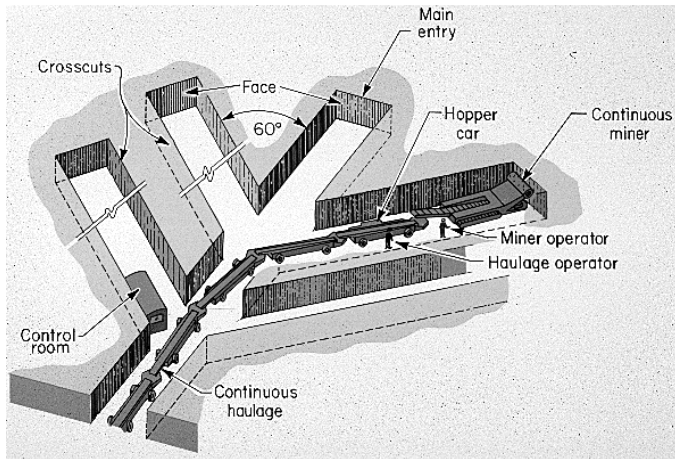 Main
entry
Crosscuts
Face
60°
Hopper
car
Continuous
miner
Miner operator
Haulage operator
Control
room
Continuous
haulage